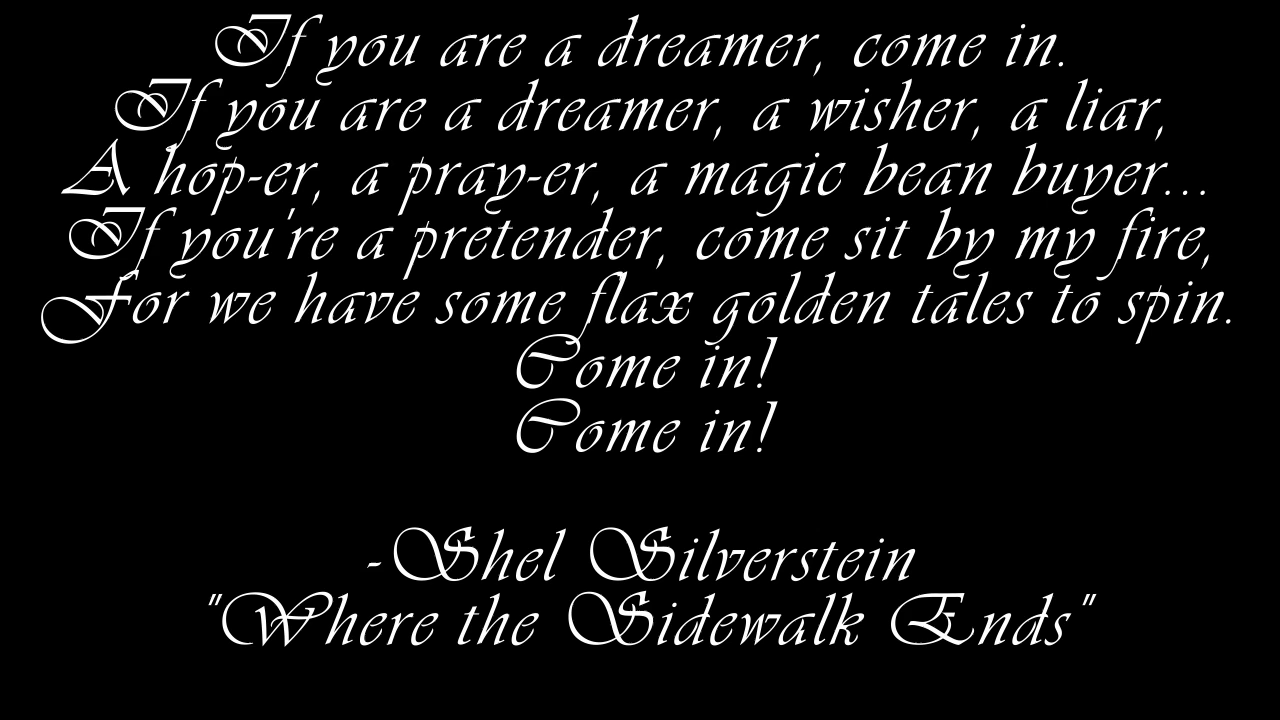 If you are a dreamer, come in.
If you are a dreamer, a wisher, a liar,
A hop-er, a pray-er, a magic bean buyer...
If you're a pretender, come sit by my fire,
For we have some flax golden tales to spin.
Come in!
Come in!
-Shel Silverstein
"Where the Sidewalk Ends"